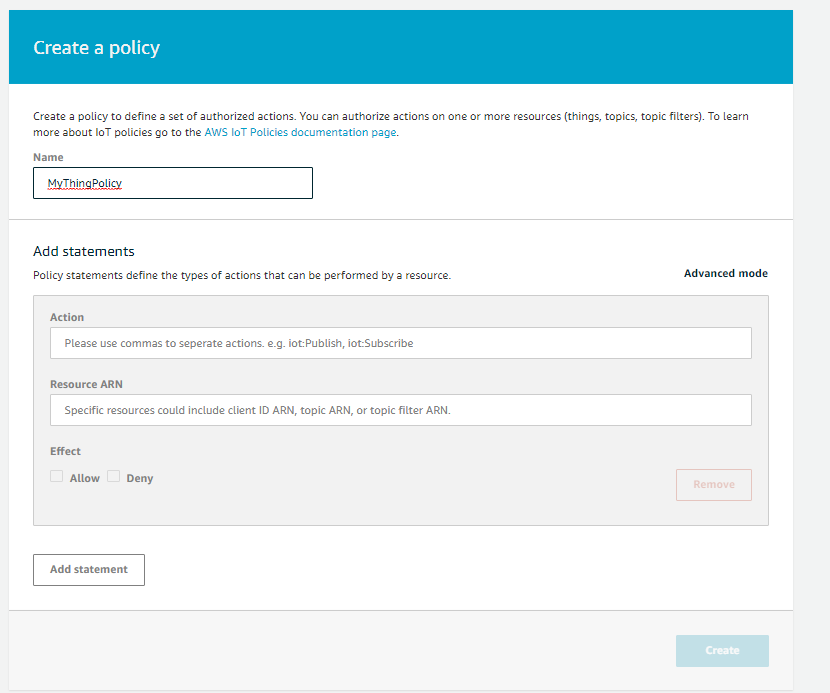 Create a policy
Create a policy to define a set of authorized actions. You can authorize actions on one or more resources (things, topics, topic filters). To learn
more about IoT policies go to the AWS IoT Policies documentation page.
Name
MyThingPolicy
Add statements
Policy statements define the types of actions that can be performed by a resource.
Advanced mode
Action
Please use commas to seperate actions. e.g. iot:Publish, iot:Subscribe
Resource ARN
Specific resources could include client ID ARN, topic ARN, or topic filter ARN.
Effect
Allow Deny
Remove
Add statement
Create